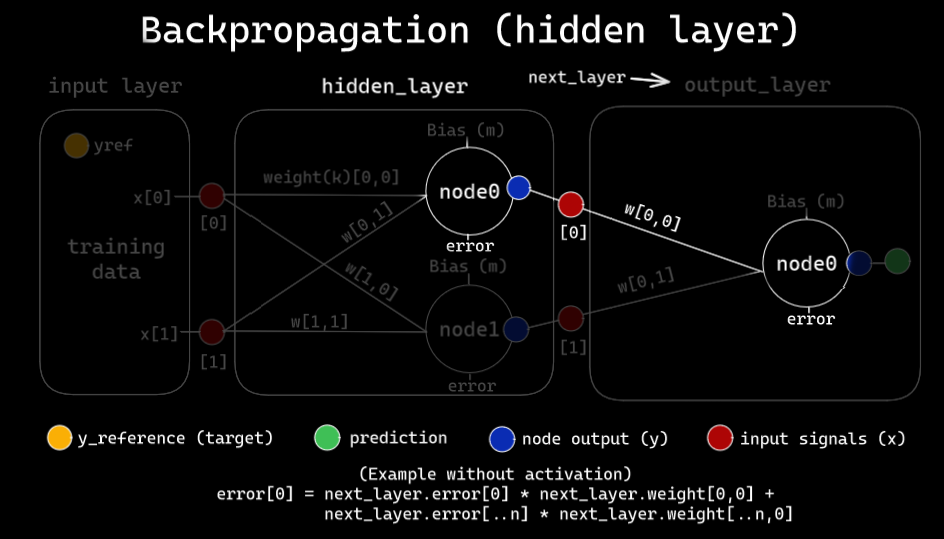 Backpropagation (hidden layer)
input layer
hidden_layer
next_layer
output_layer
yref
training
data
x[0]
x[1]
[0]
[1]
weight(k)[0,0]
w[0,1]
w[1,0]
w[1,1]
Bias (m)
node0
error
Bias (m)
node1
error
[0]
[1]
w[0,0]
w[0,1]
Bias (m)
node0
error
y_reference (target)
prediction
node output (y)
input signals (x)
(Example without activation)
error[0] = next_layer.error[0] * next_layer.weight[0,0] +
next_layer.error[..n] * next_layer.weight[..n,0]